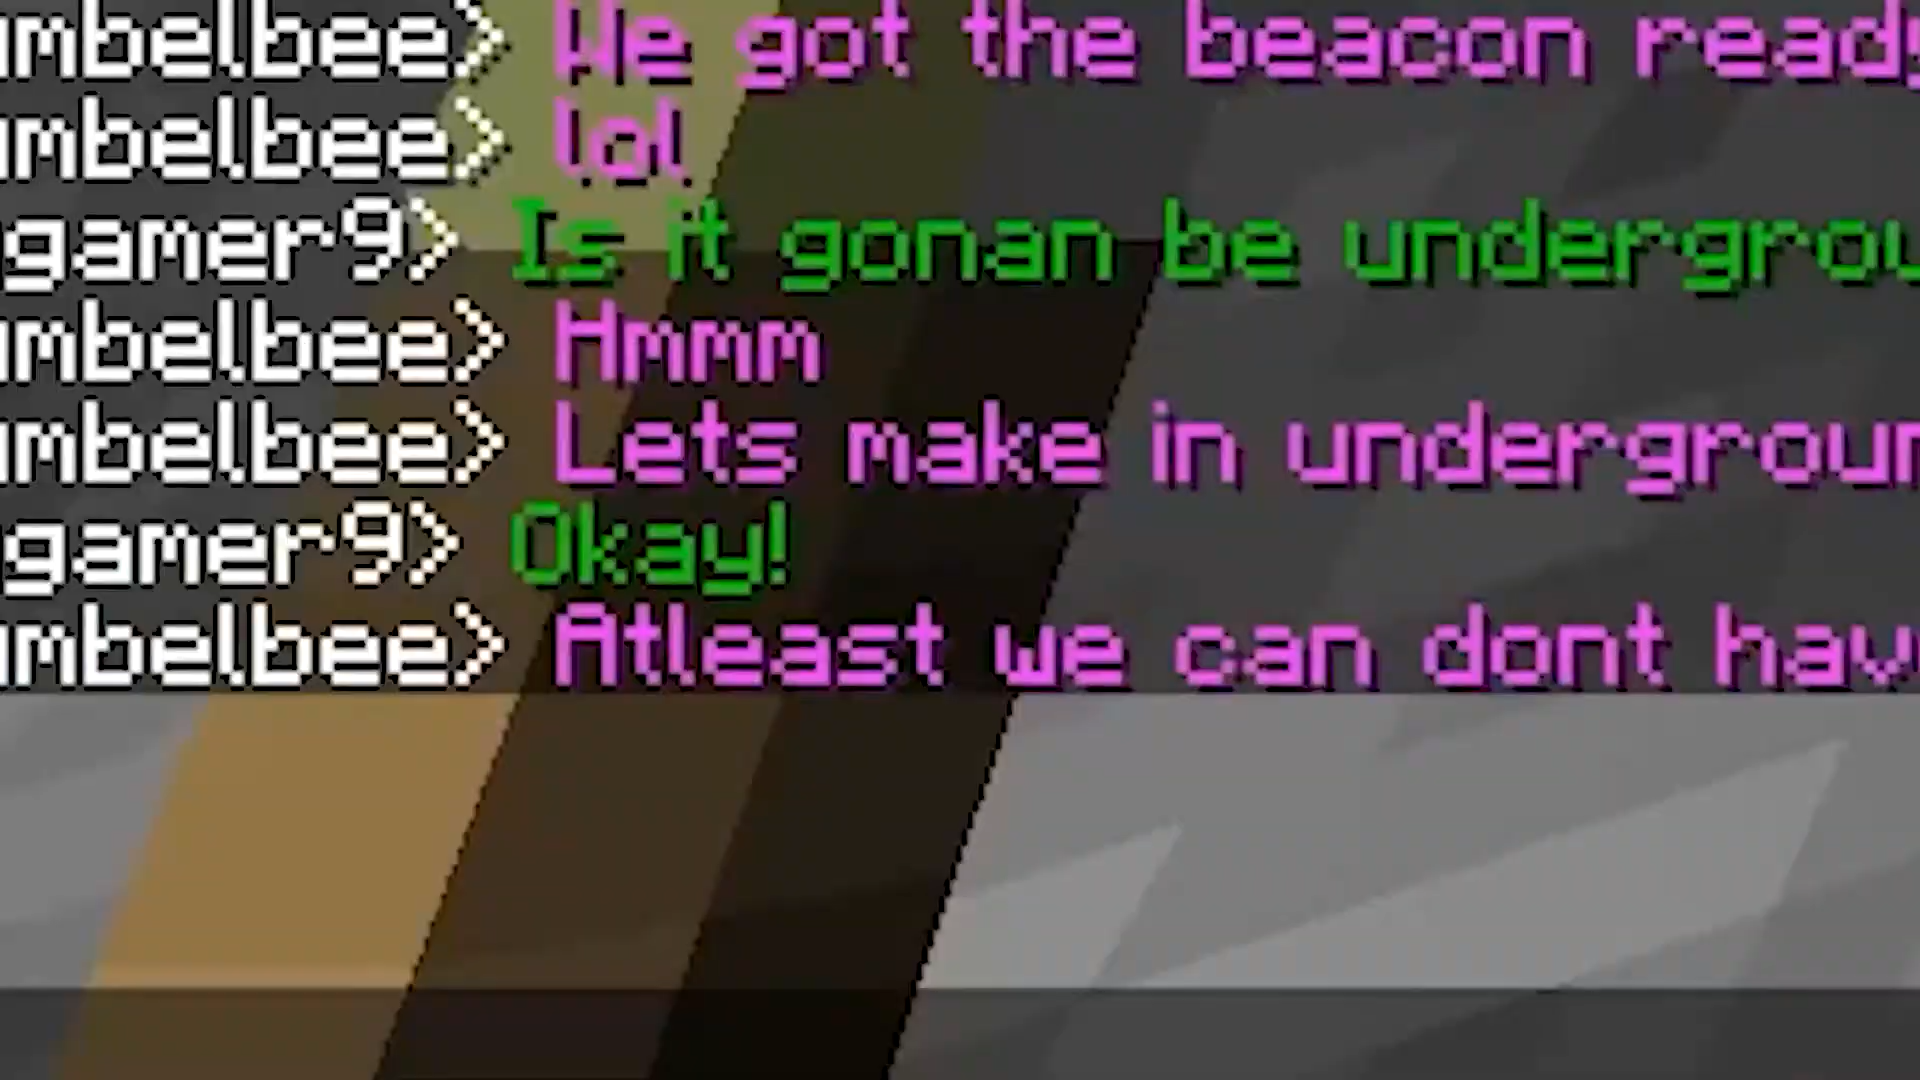 mbelbee> We got the beacon ready
mbelbee> lol
gamer9> Is it gonan be undergrou
mbelbee> Hmmm
mbelbee> Lets make in undergroun
gamer9> Okay!
mbelbee> Atleast we can dont hav